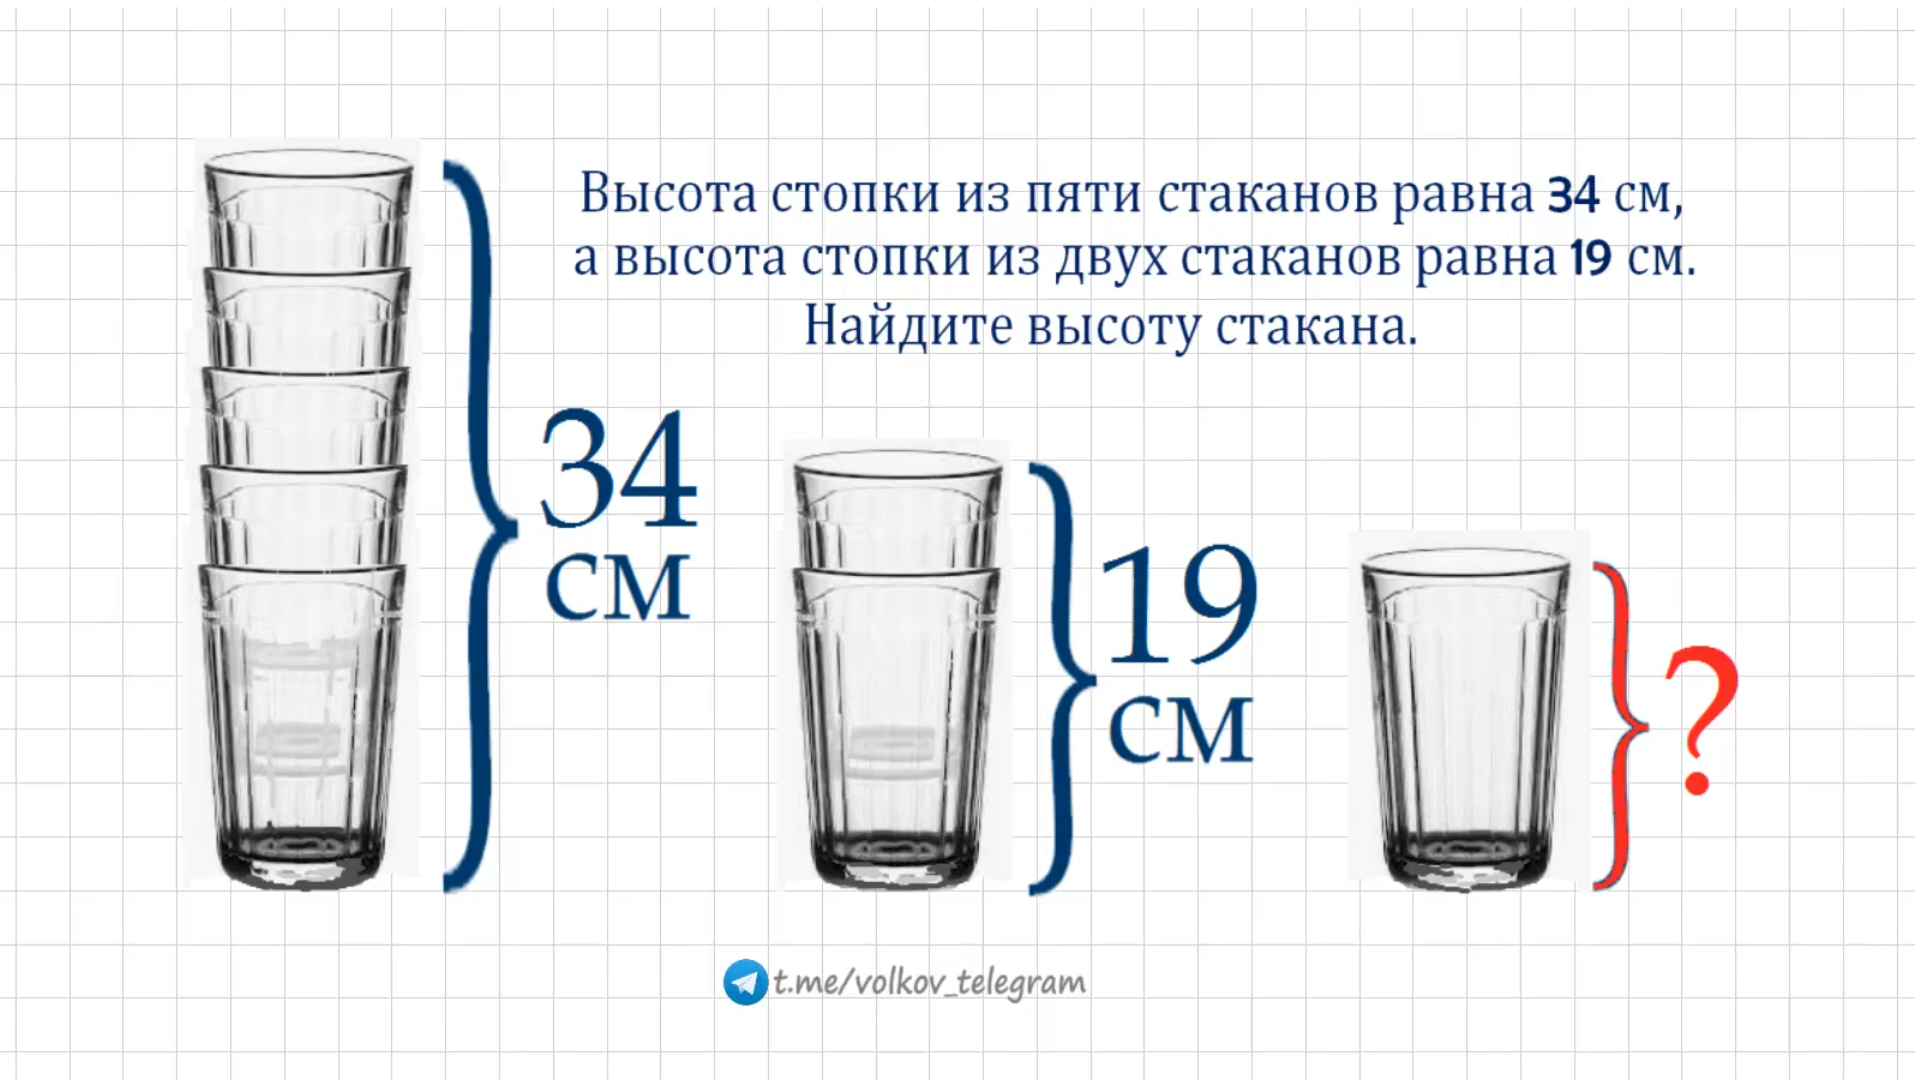 Высота стопки из пяти стаканов равна 34 см,
а высота стопки из двух стаканов равна 19 см.
Найдите высоту стакана.
34
см
19
см
?
t.me/volkov_telegram